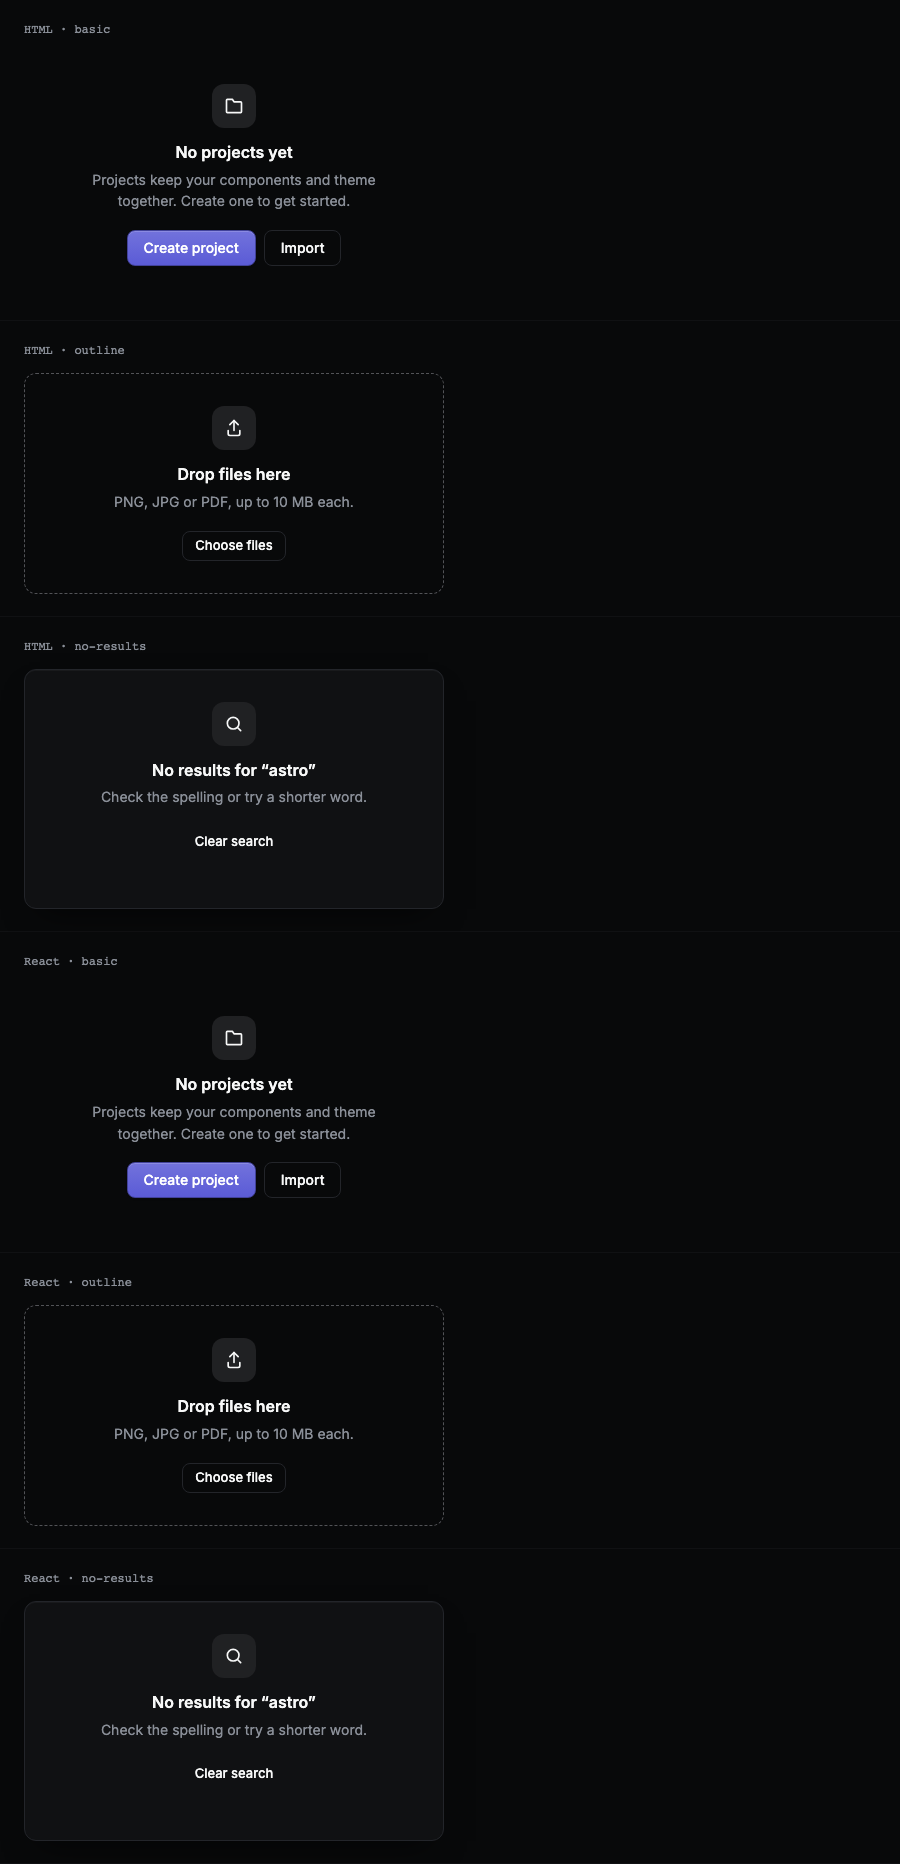 HTML · basic
No projects yet
Projects keep your components and theme
together. Create one to get started.
Create project
Import
HTML · outline
Drop files here
PNG, JPG or PDF, up to 10 MB each.
Choose files
HTML · no-results
No results for “astro”
Check the spelling or try a shorter word.
Clear search
React · basic
No projects yet
Projects keep your components and theme
together. Create one to get started.
Create project
Import
React · outline
Drop files here
PNG, JPG or PDF, up to 10 MB each.
Choose files
React · no-results
No results for “astro”
Check the spelling or try a shorter word.
Clear search